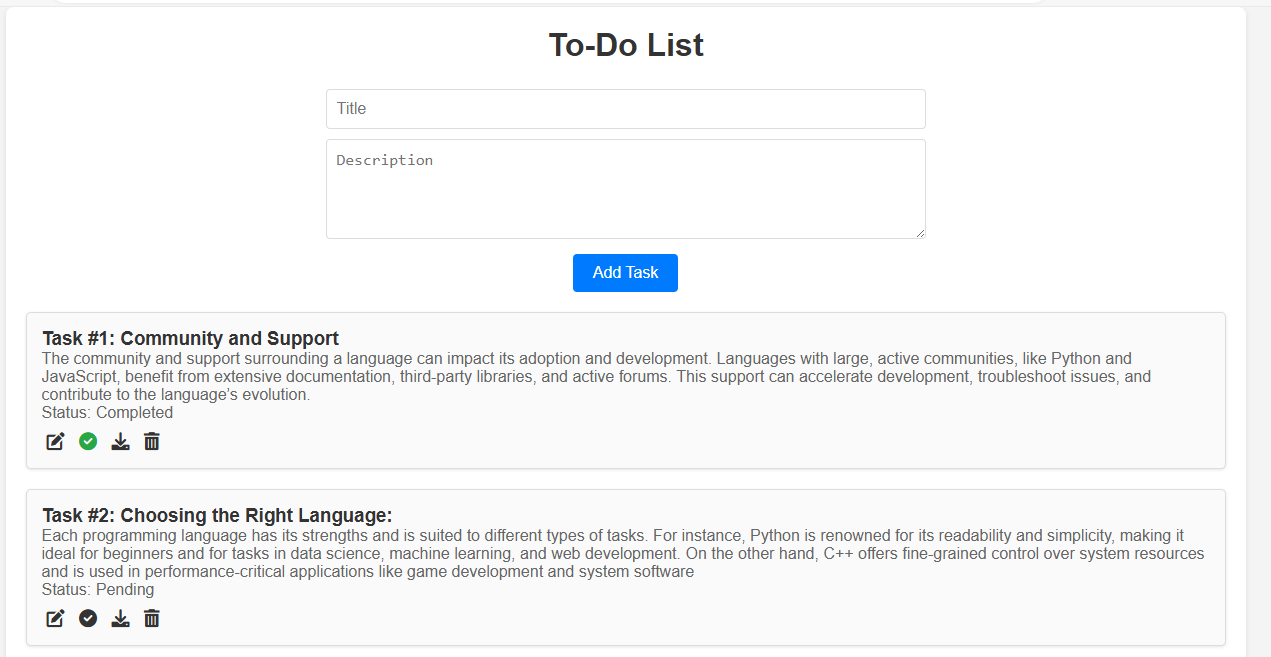 To-Do List
Title
Description
Add Task
Task #1: Community and Support
The community and support surrounding a language can impact its adoption and development. Languages with large, active communities, like Python and
JavaScript, benefit from extensive documentation, third-party libraries, and active forums. This support can accelerate development, troubleshoot issues, and
contribute to the language’s evolution.
Status: Completed
Task #2: Choosing the Right Language:
Each programming language has its strengths and is suited to different types of tasks. For instance, Python is renowned for its readability and simplicity, making it
ideal for beginners and for tasks in data science, machine learning, and web development. On the other hand, C++ offers fine-grained control over system resources
and is used in performance-critical applications like game development and system software
Status: Pending